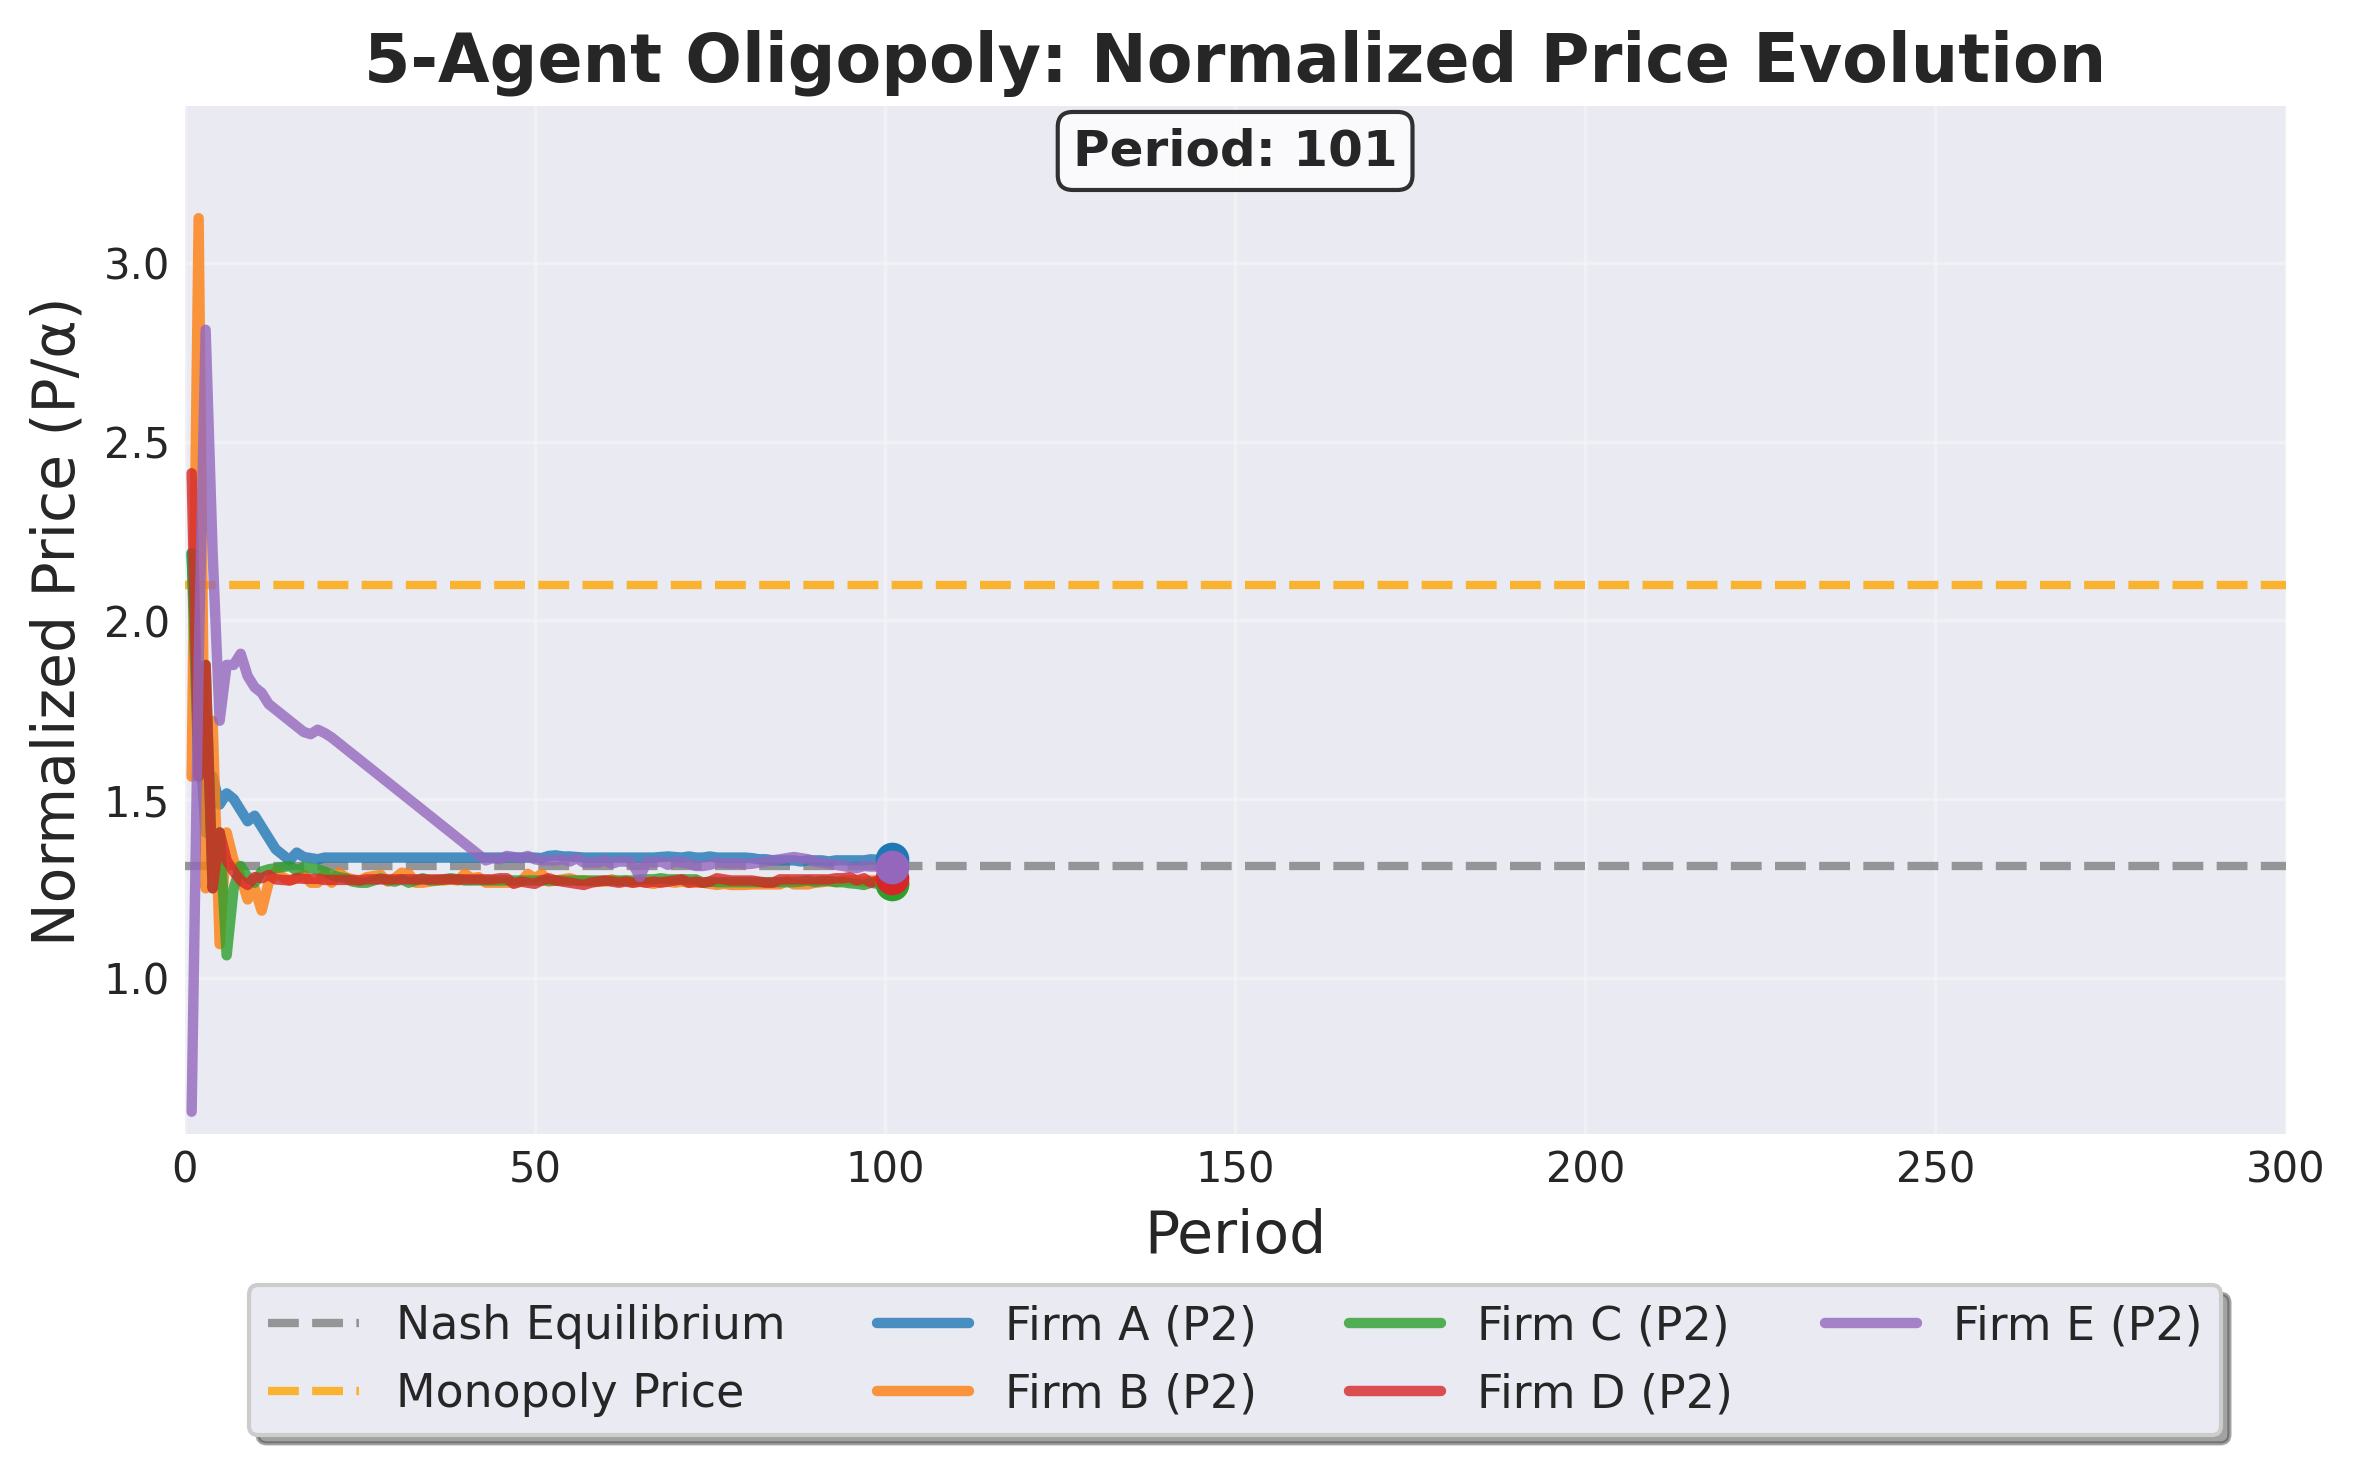 5-Agent Oligopoly: Normalized Price Evolution
Period: 101
Normalized Price (P/α)
3.0
2.5
2.0
1.5
1.0
0 50 100 150 200 250 300
Period
Nash Equilibrium Firm A (P2) Firm C (P2) Firm E (P2)
Monopoly Price Firm B (P2) Firm D (P2)